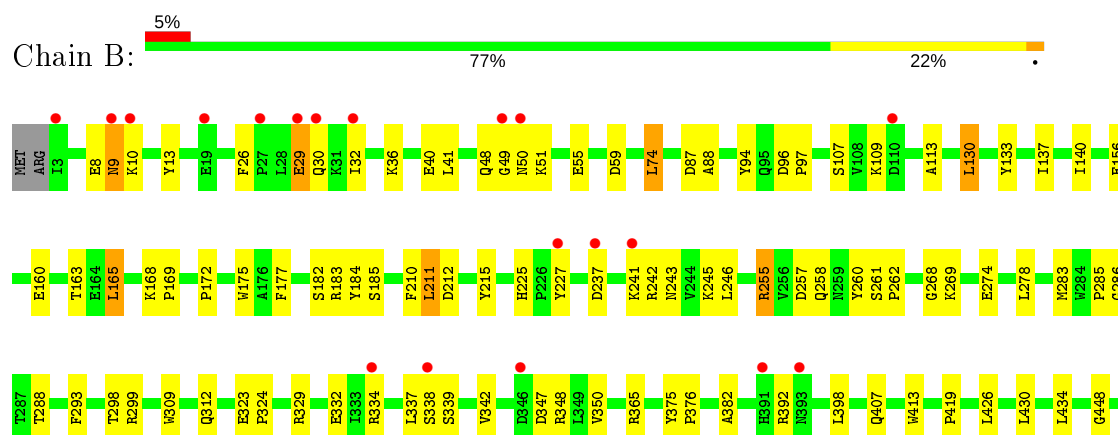 5%
Chain B:
77% 22% •
MET ARG I3 E8 N9 K10 Y13 E19 F26 P27 L28 E29 Q30 K31 I32 K36 E40 L41 Q48 G49 N50 K51 E55 D59 L74 D87 A88 Y94 Q95 D96 P97 S107 V108 K109 D110 A113 L130 Y133 I137 I140 E156
E160 T163 E164 L165 K168 P169 P172 W175 A176 F177 S182 R183 Y184 S185 F210 L211 D212 Y215 H225 P226 Y227 D237 K241 R242 N243 V244 K245 L246 R255 V256 D257 Q258 N259 Y260 S261 P262 G268 K269 E274 L278 M283 W284 P285
T287 T288 F293 T298 R299 W309 Q312 E323 P324 R329 E332 I333 R334 L337 S338 S339 V342 D346 D347 R348 L349 V350 R365 Y375 P376 A382 H391 R392 N393 L398 Q407 W413 P419 L426 L430 L434 G448